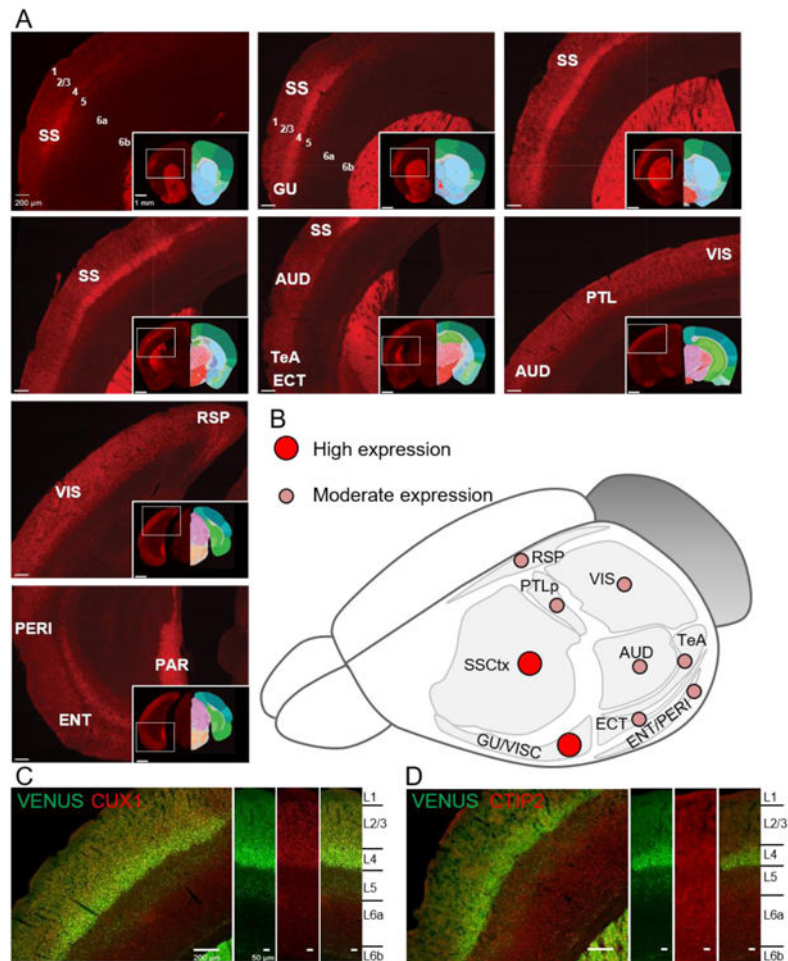 A
1
2/3
4
5
6a
6b
SS
200 µm
1 mm
SS
1
2/3
4
5
6a
6b
GU
SS
SS
SS
AUD
TeA
ECT
VIS
PTL
AUD
RSP
VIS
PERI
PAR
ENT
B
High expression
Moderate expression
RSP
PTLp
VIS
SSCtx
AUD
TeA
ECT
ENT/PERI
GU/VISC
C
VENUS CUX1
200 µm
50 µm
L1
L2/3
L4
L5
L6a
L6b
D
VENUS CTIP2
L1
L2/3
L4
L5
L6a
L6b